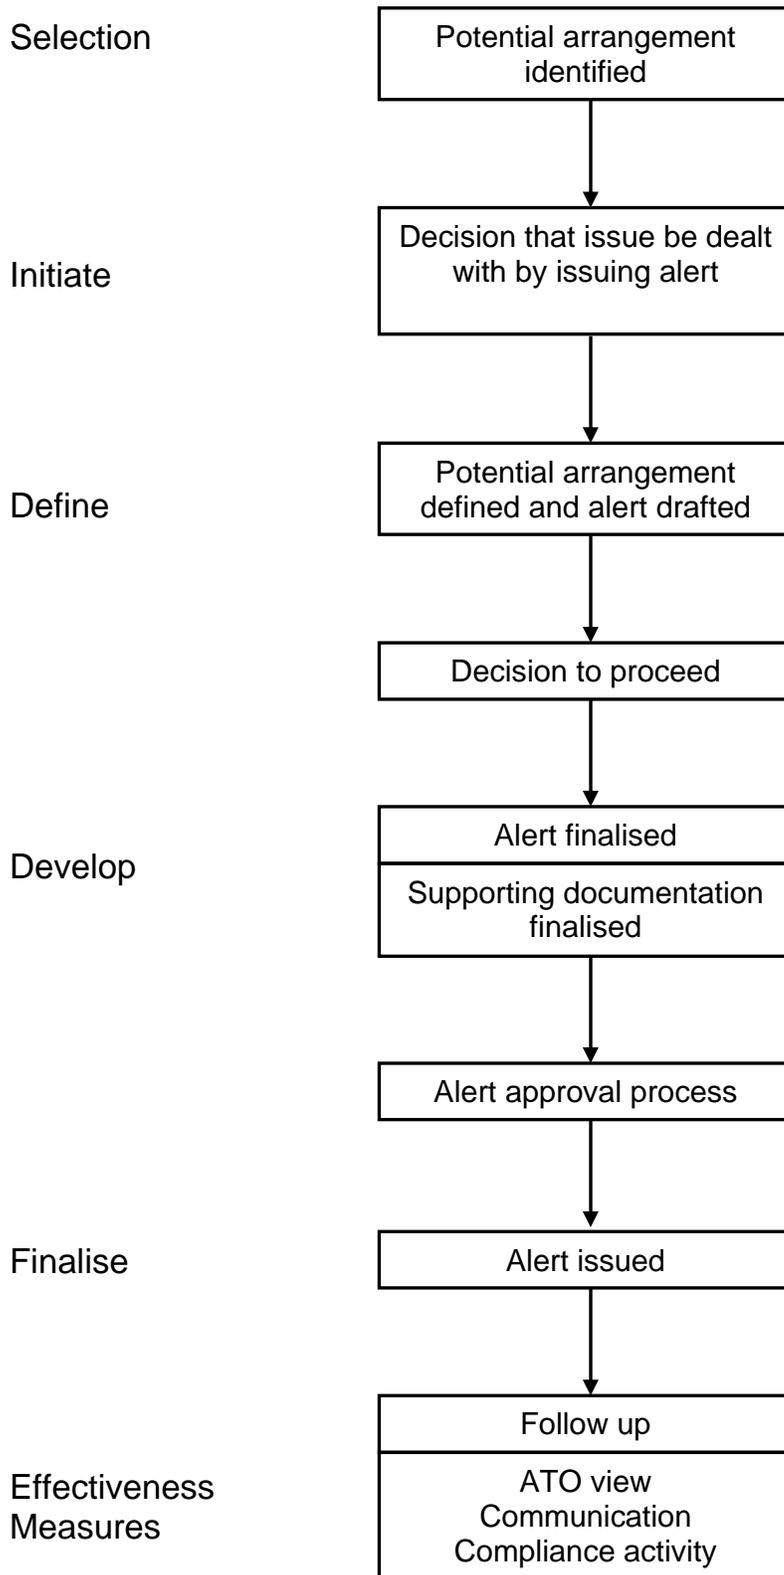 Selection
Potential arrangement
identified
Initiate
Decision that issue be dealt
with by issuing alert
Define
Potential arrangement
defined and alert drafted
Decision to proceed
Develop
Alert finalised
Supporting documentation
finalised
Alert approval process
Finalise
Alert issued
Follow up
Effectiveness
Measures
ATO view
Communication
Compliance activity